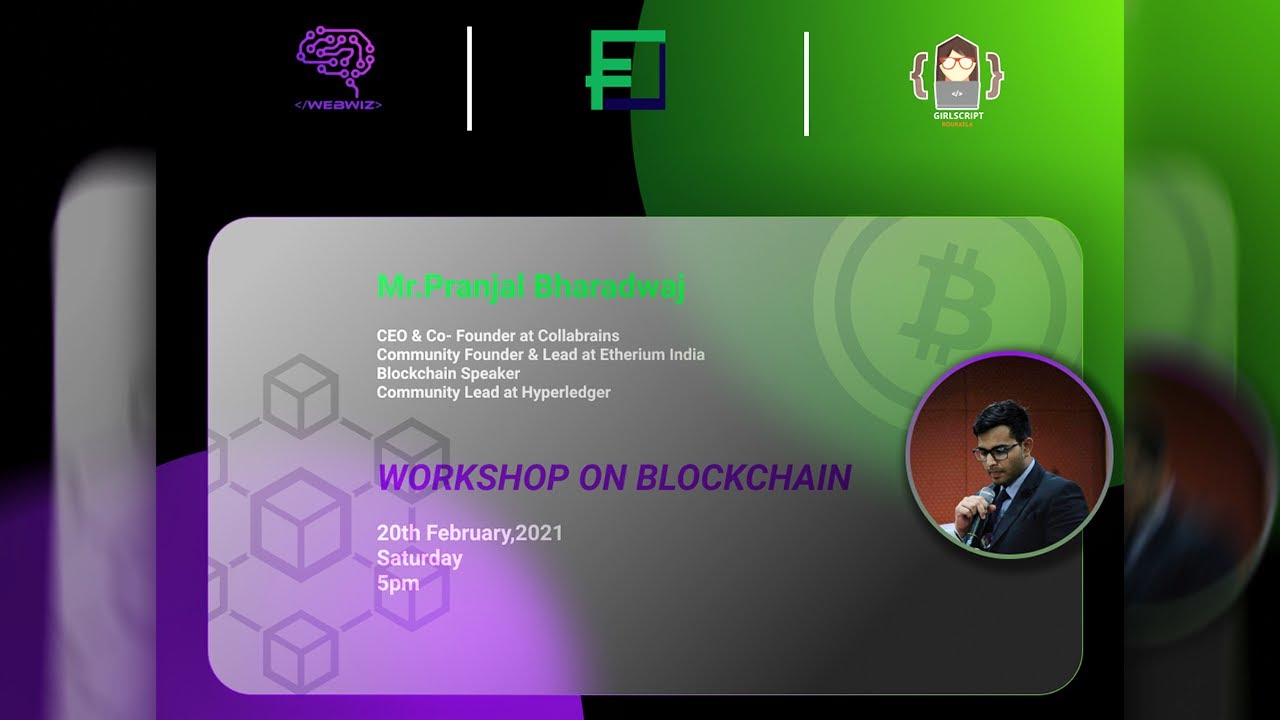 </WEBWIZ>
</>
GIRLSCRIPT
ROURKELA
Mr.Pranjal Bharadwaj
CEO & Co- Founder at Collabrains
Community Founder & Lead at Etherium India
Blockchain Speaker
Community Lead at Hyperledger
WORKSHOP ON BLOCKCHAIN
20th February,2021
Saturday
5pm